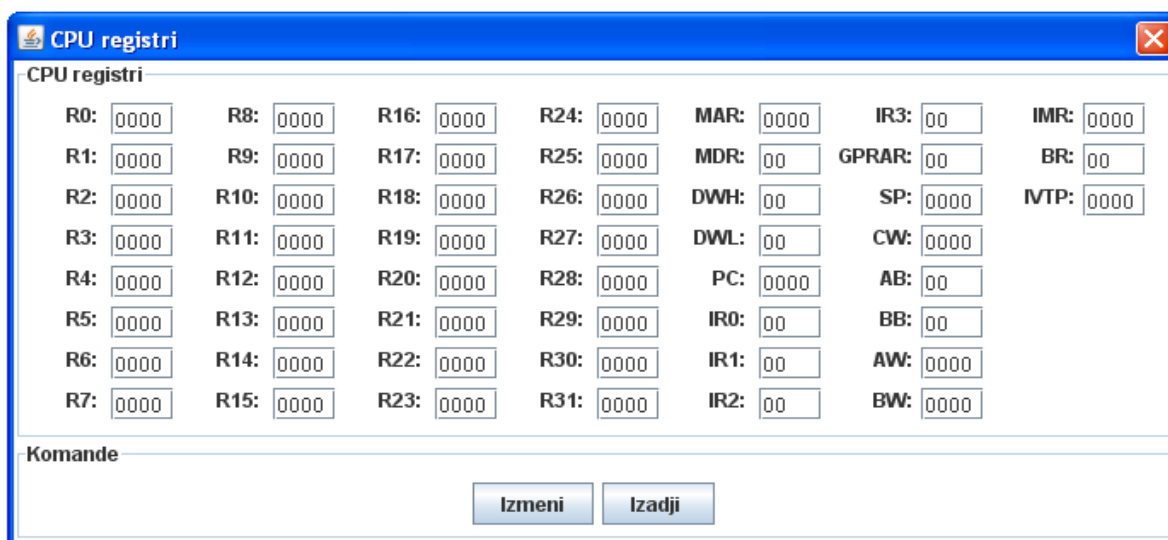 CPU registri
CPU registri
R0: 0000 R8: 0000 R16: 0000 R24: 0000 MAR: 0000 IR3: 00 IMR: 0000
R1: 0000 R9: 0000 R17: 0000 R25: 0000 MDR: 00 GPRAR: 00 BR: 00
R2: 0000 R10: 0000 R18: 0000 R26: 0000 DWH: 00 SP: 0000 IVTP: 0000
R3: 0000 R11: 0000 R19: 0000 R27: 0000 DWL: 00 CW: 0000
R4: 0000 R12: 0000 R20: 0000 R28: 0000 PC: 0000 AB: 00
R5: 0000 R13: 0000 R21: 0000 R29: 0000 IR0: 00 BB: 00
R6: 0000 R14: 0000 R22: 0000 R30: 0000 IR1: 00 AW: 0000
R7: 0000 R15: 0000 R23: 0000 R31: 0000 IR2: 00 BW: 0000
Komande
Izmeni Izadji